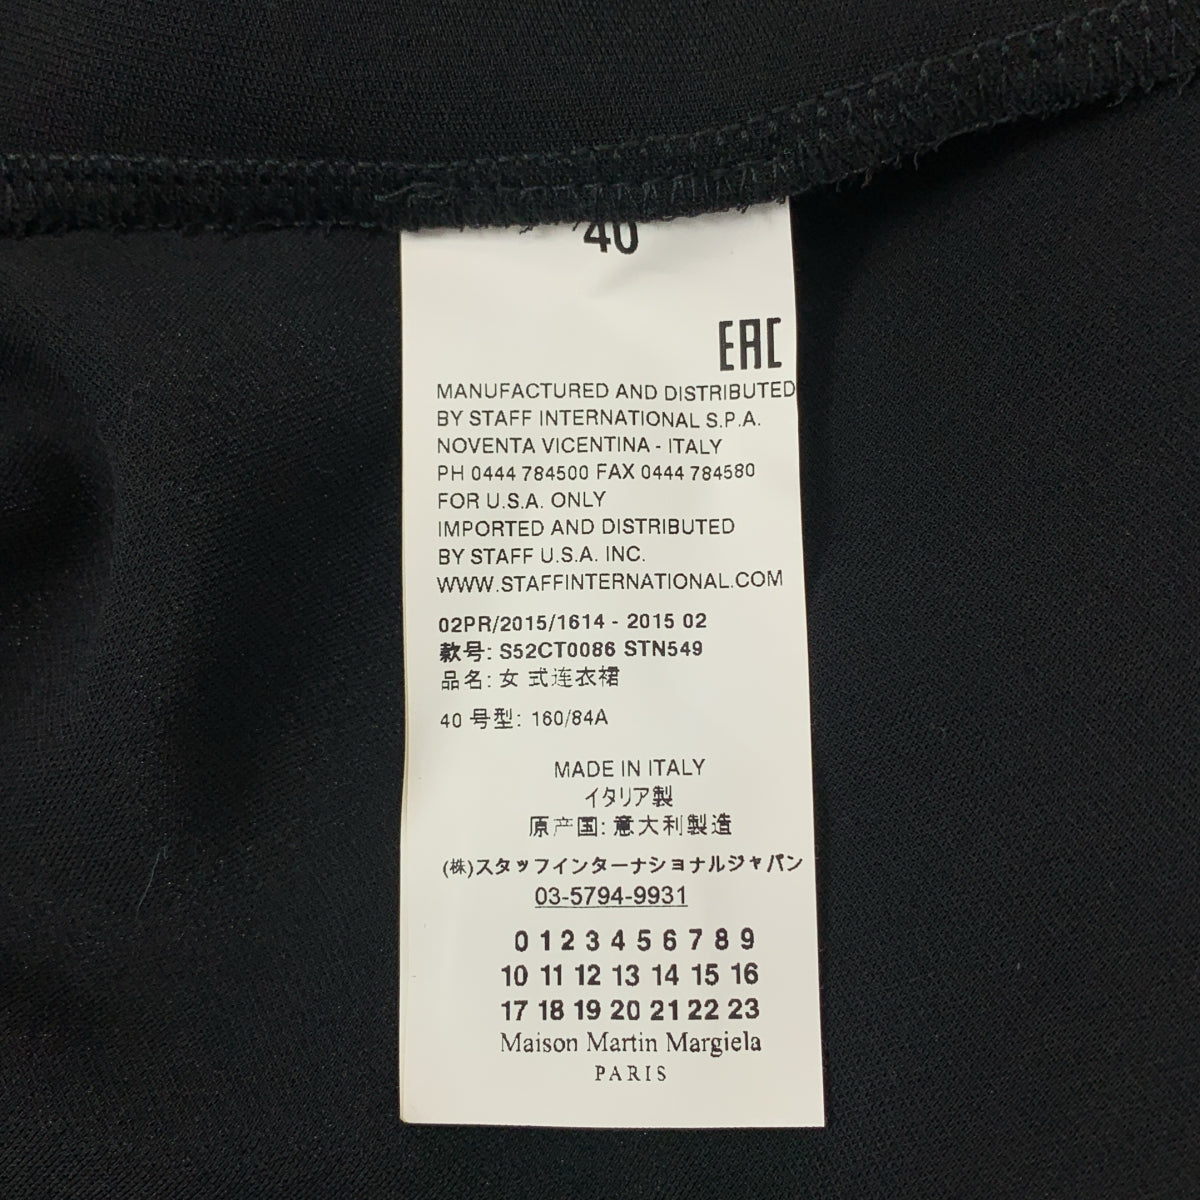 40
EAC
MANUFACTURED AND DISTRIBUTED
BY STAFF INTERNATIONAL S.P.A.
NOVENTA VICENTINA - ITALY
PH 0444 784500 FAX 0444 784580
FOR U.S.A. ONLY
IMPORTED AND DISTRIBUTED
BY STAFF U.S.A. INC.
WWW.STAFFINTERNATIONAL.COM
02PR/2015/1614 - 2015 02
款号: S52CT0086 STN549
品名: 女 式连衣裙
40 号型: 160/84A
MADE IN ITALY
イタリア製
原产国: 意大利製造
(株)スタッフインターナショナルジャパン
03-5794-9931
0 1 2 3 4 5 6 7 8 9
10 11 12 13 14 15 16
17 18 19 20 21 22 23
Maison Martin Margiela
PARIS